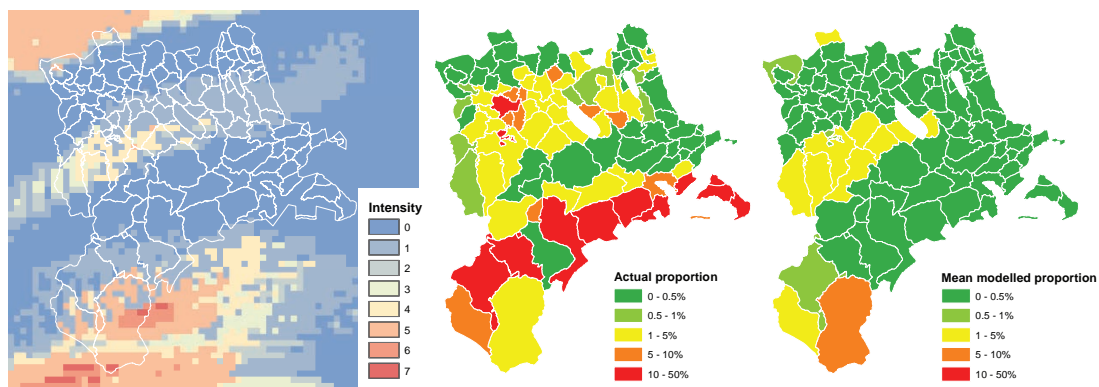 Intensity
0
1
2
3
4
5
6
7
Actual proportion
0 - 0.5%
0.5 - 1%
1 - 5%
5 - 10%
10 - 50%
Mean modelled proportion
0 - 0.5%
0.5 - 1%
1 - 5%
5 - 10%
10 - 50%